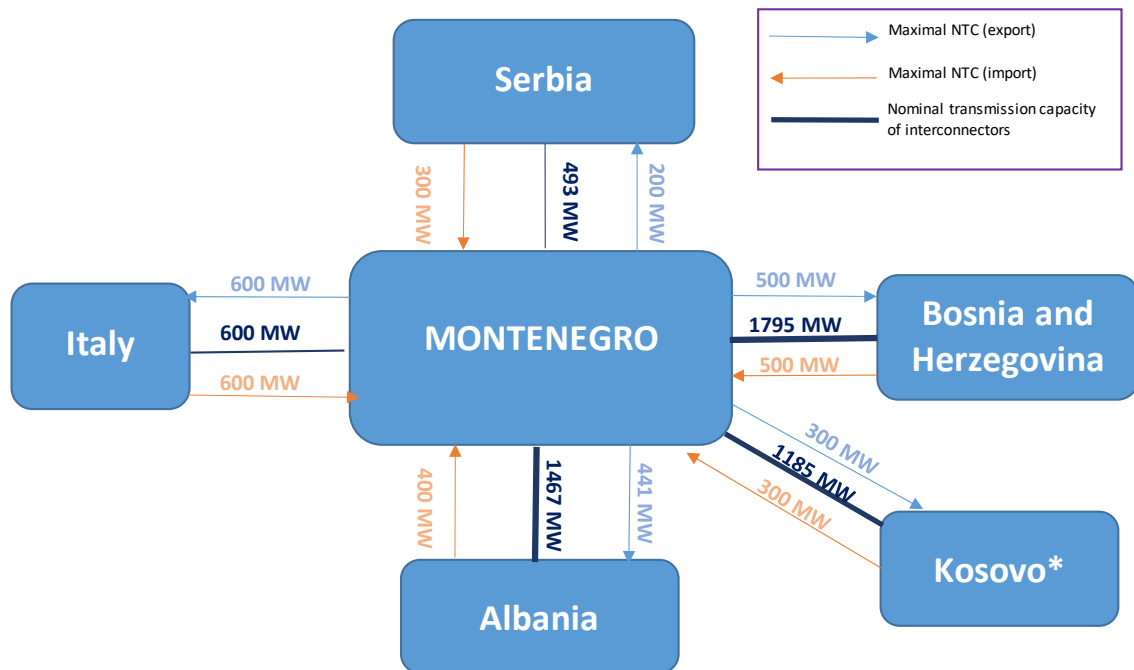 Maximal NTC (export)
Maximal NTC (import)
Nominal transmission capacity
of interconnectors
Serbia
300 MW
493 MW
200 MW
600 MW
500 MW
Italy
600 MW
MONTENEGRO
1795 MW
Bosnia and
Herzegovina
600 MW
500 MW
300 MW
1185 MW
300 MW
400 MW
1467 MW
441 MW
Kosovo*
Albania